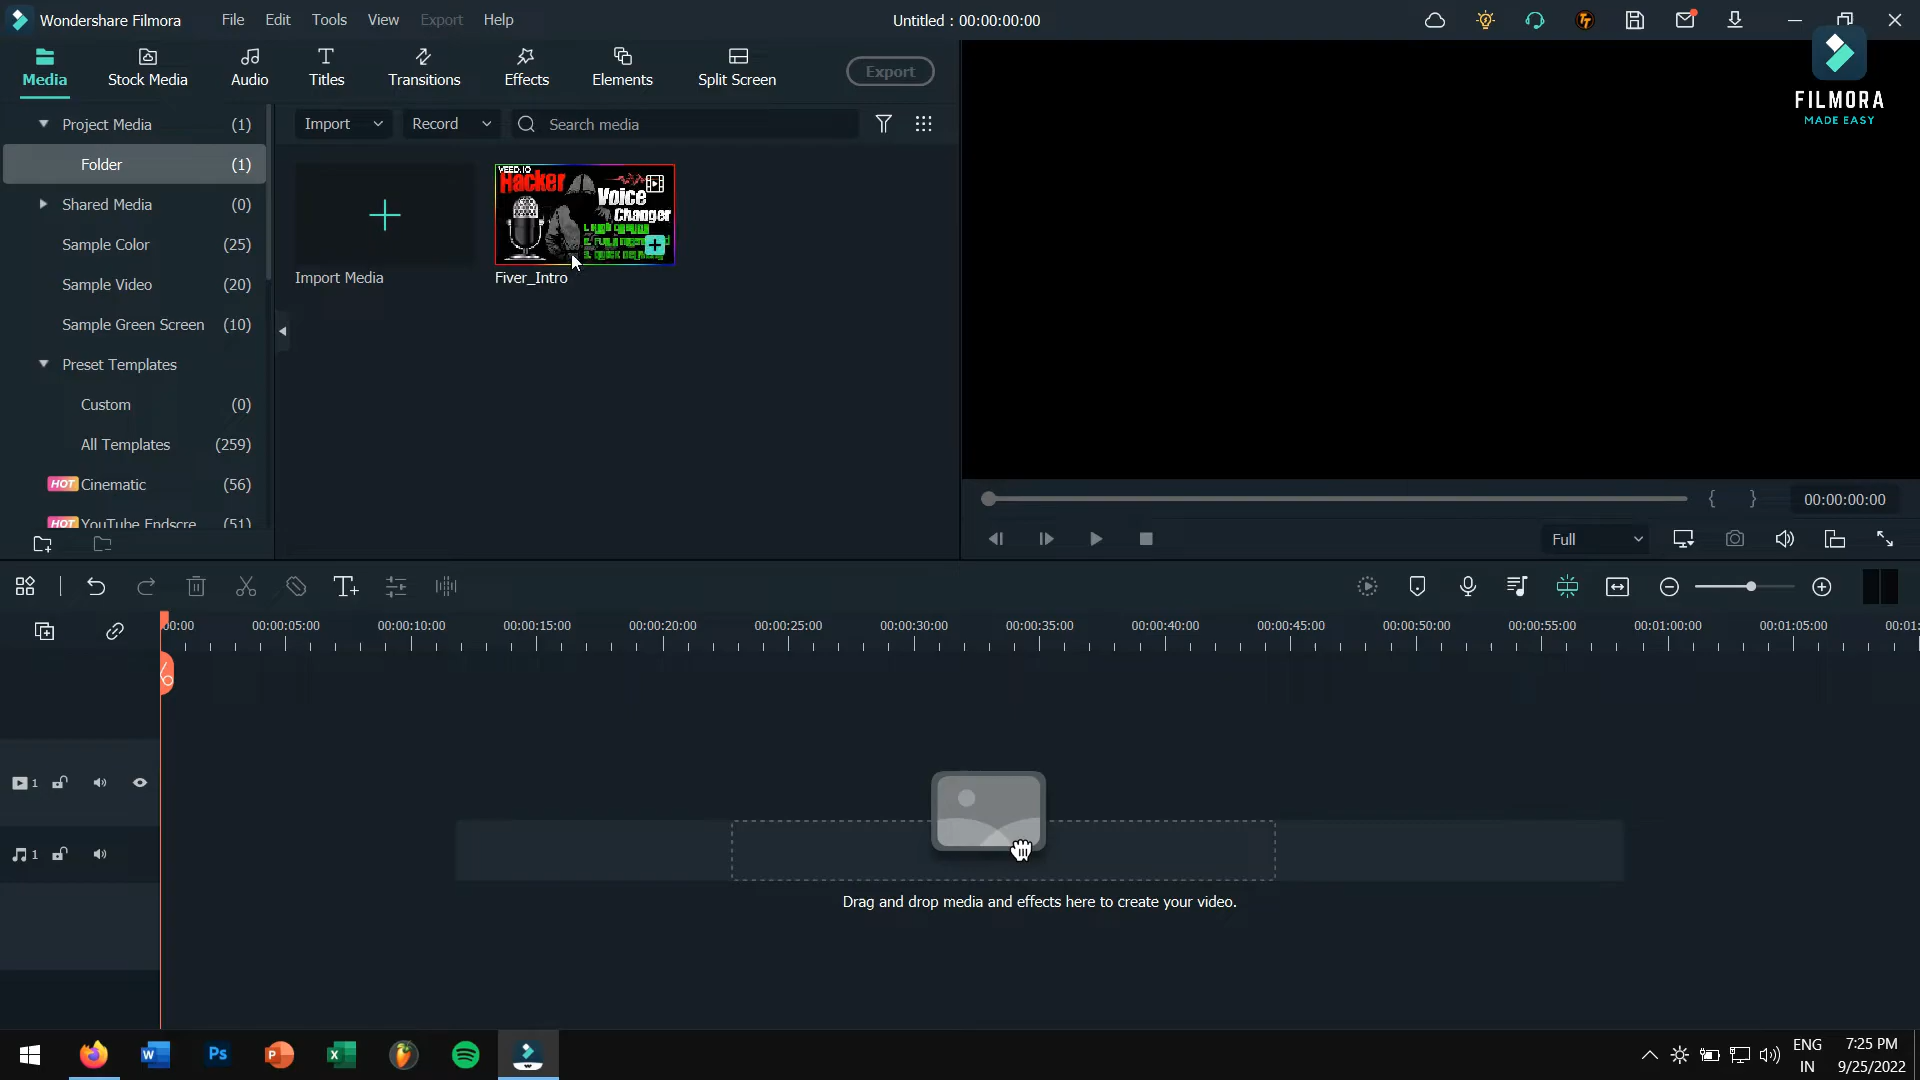 Wondershare Filmora
File Edit Tools View Export Help
Untitled : 00:00:00:00
Media Stock Media Audio Titles Transitions Effects Elements Split Screen
Export
FILMORA
MADE EASY
Project Media (1)
Folder (1)
Shared Media (0)
Sample Color (25)
Sample Video (20)
Sample Green Screen (10)
Preset Templates
Custom (0)
All Templates (259)
HOT Cinematic (56)
HOT YouTube Endscre (51)
Import Record Search media
VEED.IO
Hacker
Voice
Changer
Import Media
Fiver_Intro
00:00:00:00
Full
00:00 00:00:05:00 00:00:10:00 00:00:15:00 00:00:20:00 00:00:25:00 00:00:30:00 00:00:35:00 00:00:40:00 00:00:45:00 00:00:50:00 00:00:55:00 00:01:00:00 00:01:05:00 00:01:
1
1
Drag and drop media and effects here to create your video.
ENG
IN
7:25 PM
9/25/2022